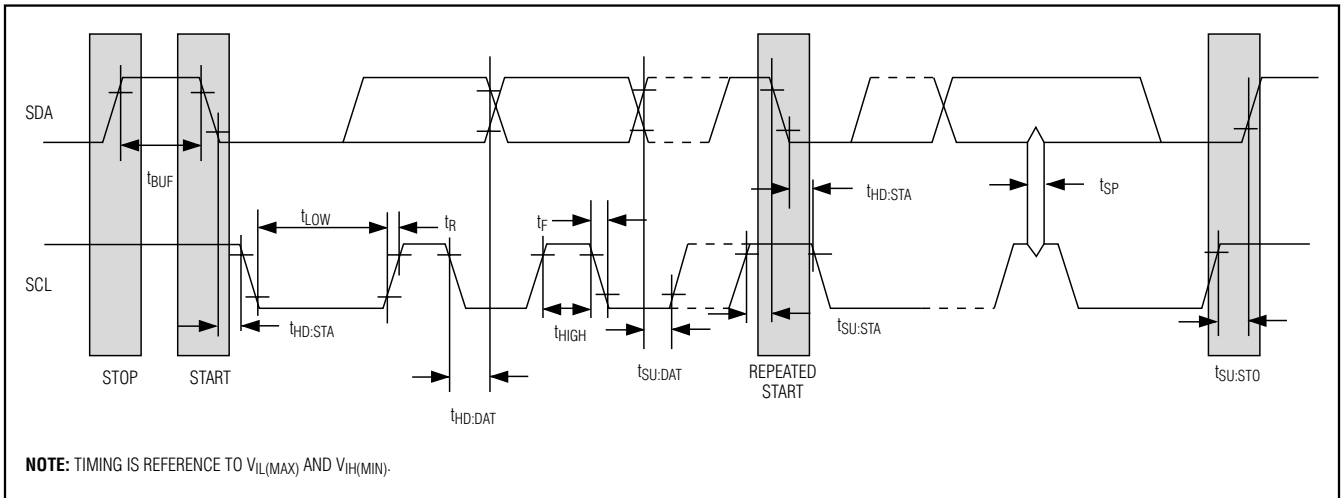 SDA
tBUF
tLOW
tR
tF
tHD:STA
tSP
SCL
tHD:STA
tHIGH
tSU:STA
tSU:DAT
tHD:DAT
tSU:STO
STOP
START
REPEATED
START
NOTE: TIMING IS REFERENCE TO VIL(MAX) AND VIH(MIN).